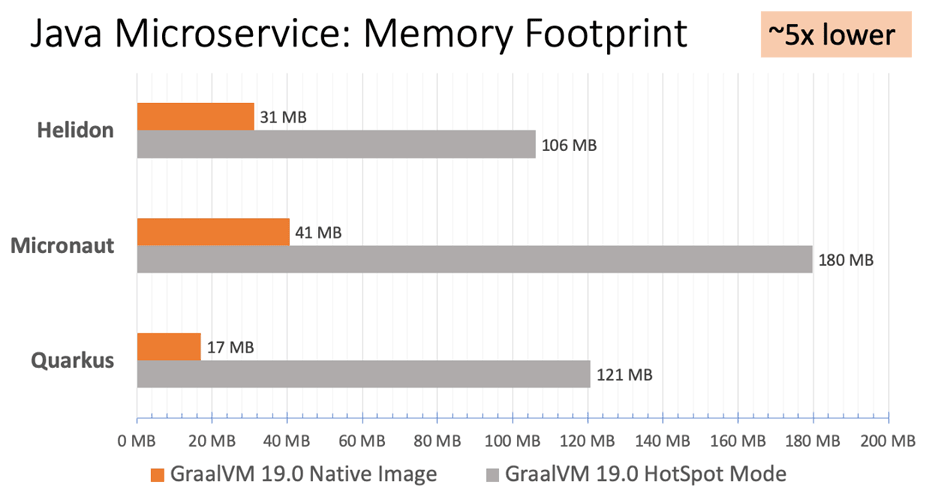 Java Microservice: Memory Footprint
~5x lower
Helidon
31 MB
106 MB
Micronaut
41 MB
180 MB
Quarkus
17 MB
121 MB
0 MB 20 MB 40 MB 60 MB 80 MB 100 MB 120 MB 140 MB 160 MB 180 MB 200 MB
GraalVM 19.0 Native Image GraalVM 19.0 HotSpot Mode